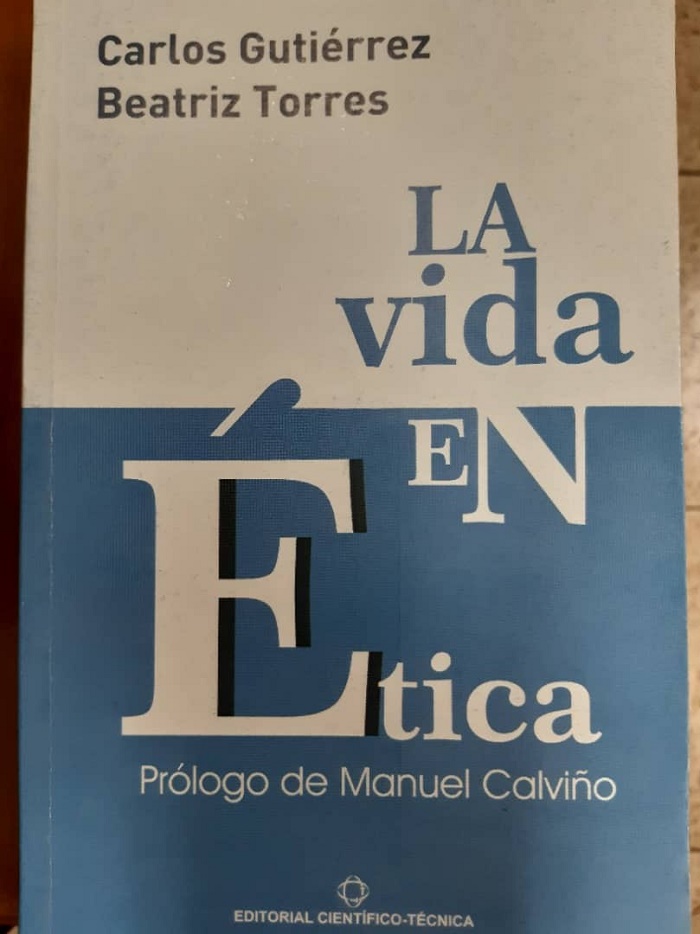 Carlos Gutiérrez
Beatriz Torres
LA
vida
EN
Ética
Prólogo de Manuel Calviño
EDITORIAL CIENTÍFICO-TÉCNICA